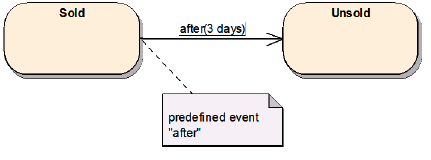 Sold
after(3 days)
Unsold
predefined event
"after"